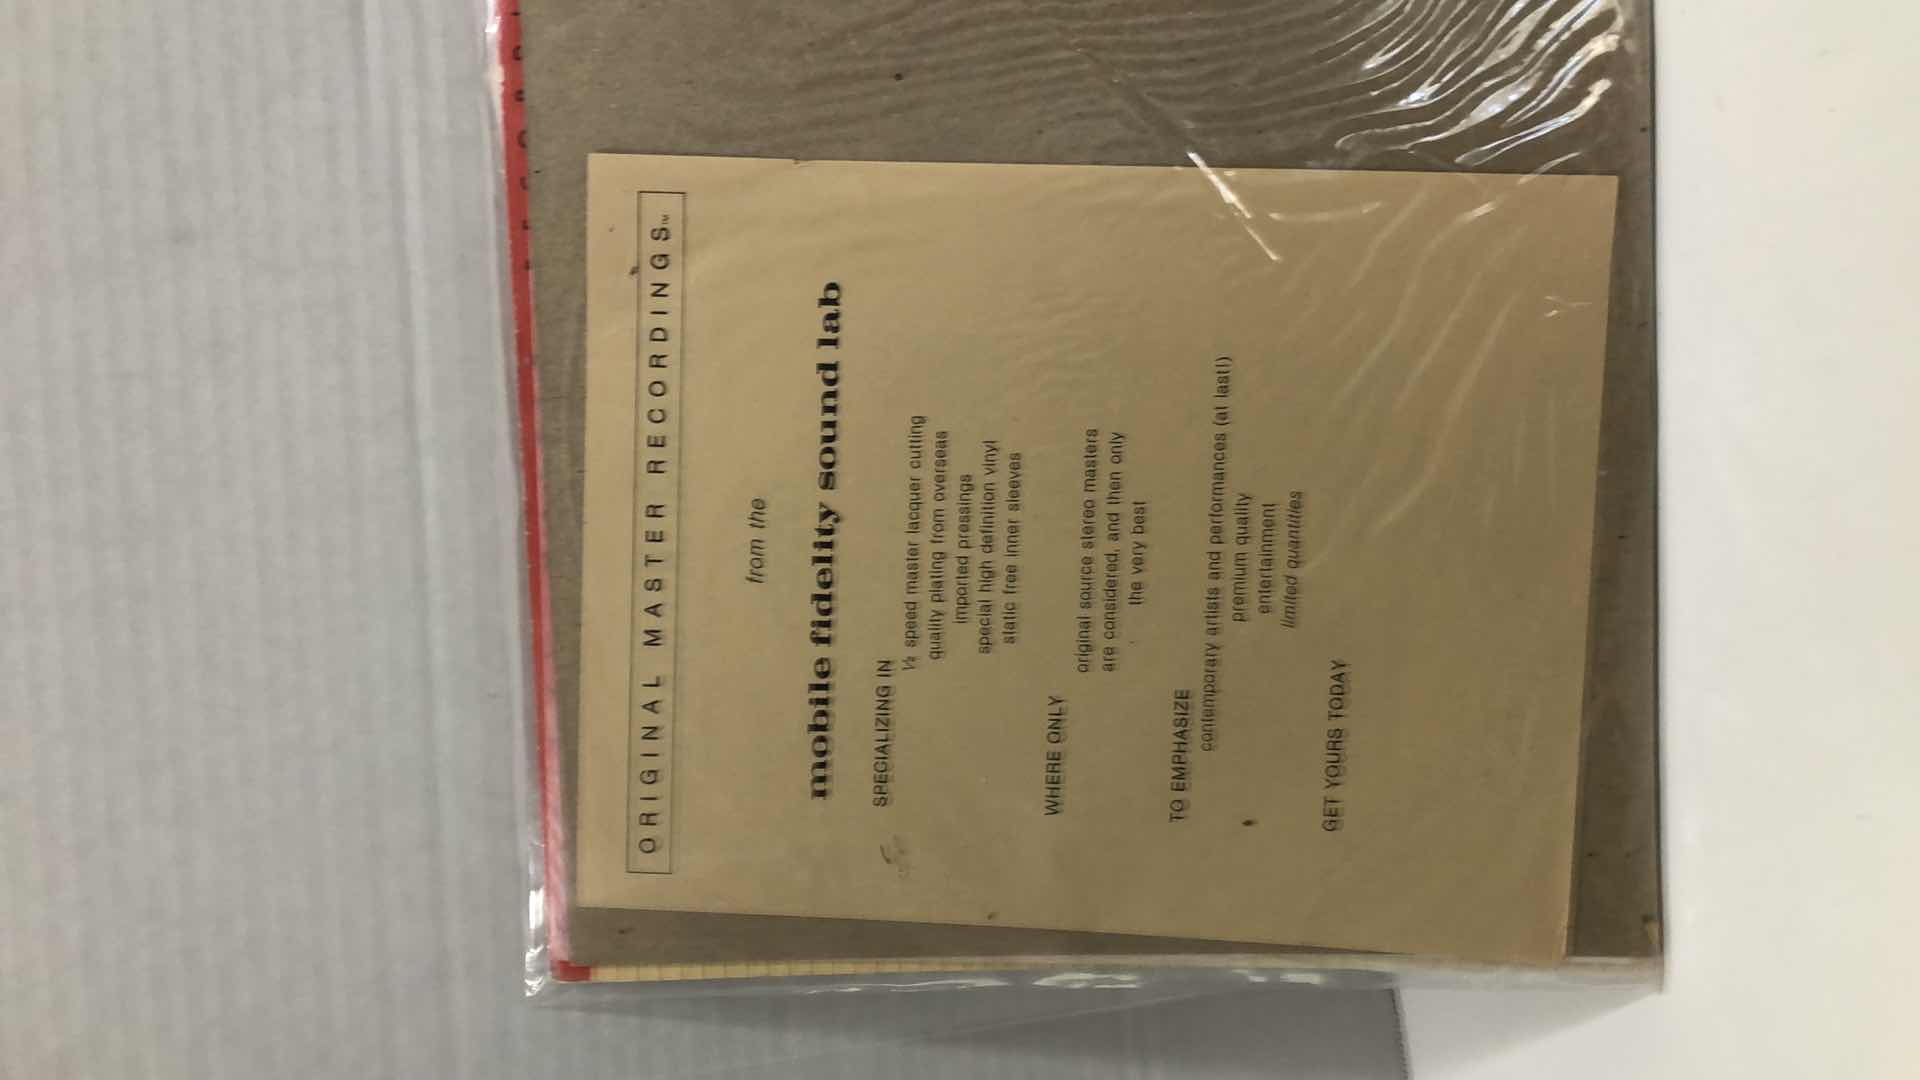 ORIGINAL MASTER RECORDINGS™
from the
mobile fidelity sound lab
SPECIALIZING IN
½ speed master lacquer cutting
quality plating from overseas
imported pressings
special high definition vinyl
static free inner sleeves
WHERE ONLY
original source stereo masters
are considered, and then only
the very best
TO EMPHASIZE
contemporary artists and performances (at last!)
premium quality
entertainment
limited quantities
GET YOURS TODAY